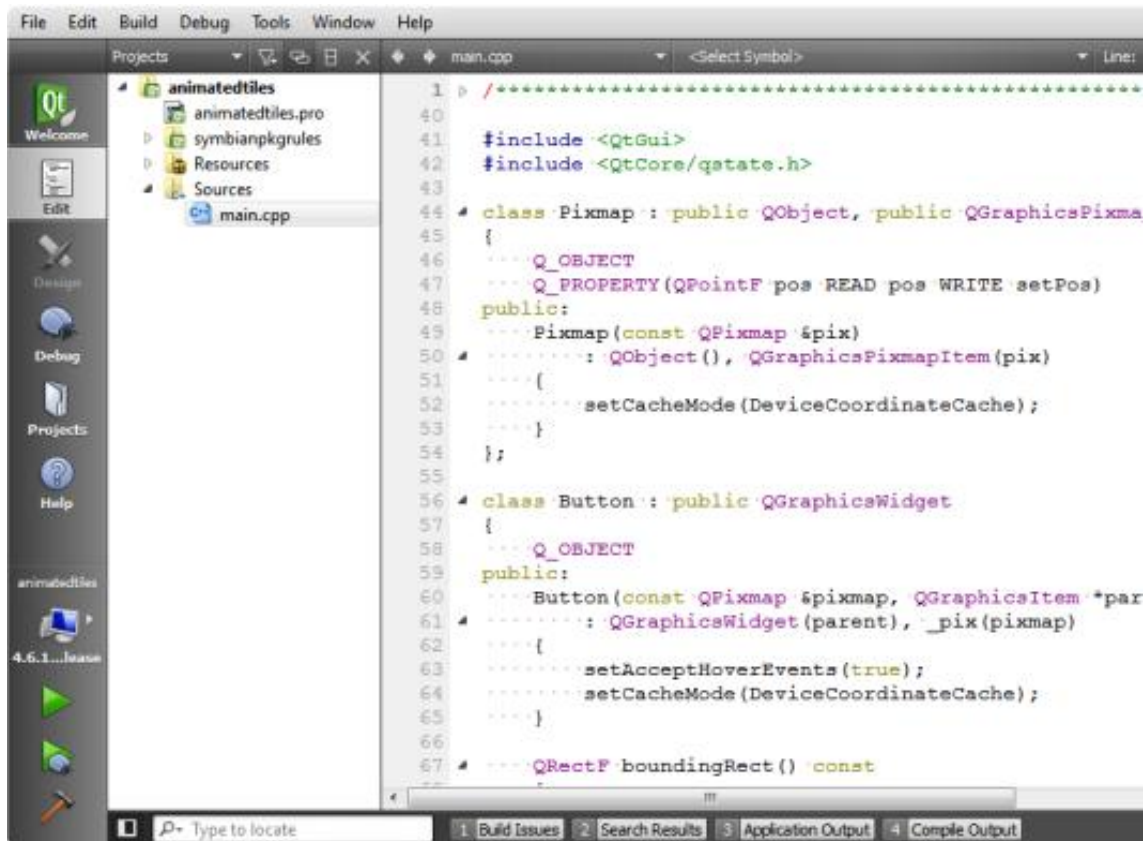 File Edit Build Debug Tools Window Help
Projects
main.cpp
<Select Symbol>
Line:
Qt
Welcome
Edit
Design
Debug
Projects
Help
animatedtiles
4.6.1...lease
animatedtiles
animatedtiles.pro
symbianpkgrules
Resources
Sources
main.cpp
1 /****************************************************
40
41 #include <QtGui>
42 #include <QtCore/qstate.h>
43
44 class Pixmap : public QObject, public QGraphicsPixma
45 {
46 Q_OBJECT
47 Q_PROPERTY(QPointF pos READ pos WRITE setPos)
48 public:
49 Pixmap(const QPixmap &pix)
50 : QObject(), QGraphicsPixmapItem(pix)
51 {
52 setCacheMode(DeviceCoordinateCache);
53 }
54 };
55
56 class Button : public QGraphicsWidget
57 {
58 Q_OBJECT
59 public:
60 Button(const QPixmap &pixmap, QGraphicsItem *par
61 : QGraphicsWidget(parent), _pix(pixmap)
62 {
63 setAcceptHoverEvents(true);
64 setCacheMode(DeviceCoordinateCache);
65 }
66
67 QRectF boundingRect() const
Type to locate
1 Build Issues 2 Search Results 3 Application Output 4 Compile Output